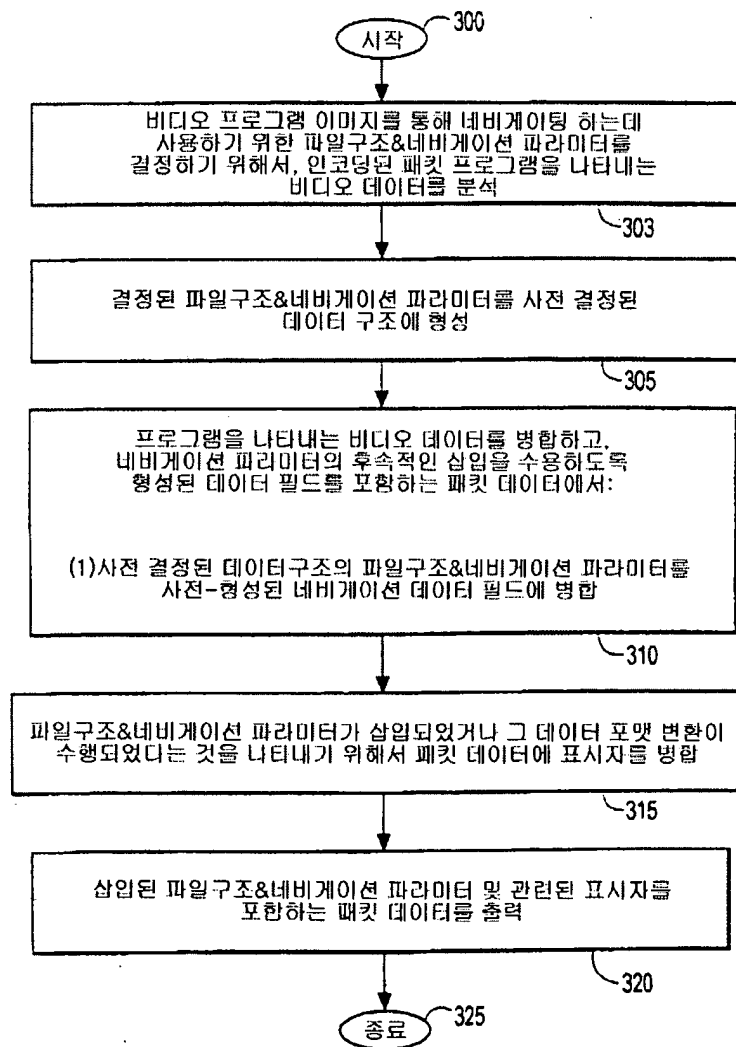 시작
300
비디오 프로그램 이미지를 통해 네비게이팅 하는데
사용하기 위한 파일구조&네비게이션 파라미터를
결정하기 위해서, 인코딩된 패킷 프로그램을 나타내는
비디오 데이터를 분석
303
결정된 파일구조&네비게이션 파라미터를 사전 결정된
데이터 구조에 형성
305
프로그램을 나타내는 비디오 데이터를 병합하고,
네비게이션 파라미터의 후속적인 삽입을 수용하도록
형성된 데이터 필드를 포함하는 패킷 데이터에서:
(1)사전 결정된 데이터구조의 파일구조&네비게이션 파라미터를
사전-형성된 네비게이션 데이터 필드에 병합
310
파일구조&네비게이션 파라미터가 삽입되었거나 그 데이터 포맷 변환이
수행되었다는 것을 나타내기 위해서 패킷 데이터에 표시자를 병합
315
삽입된 파일구조&네비게이션 파라미터 및 관련된 표시자를
포함하는 패킷 데이터를 출력
320
종료
325